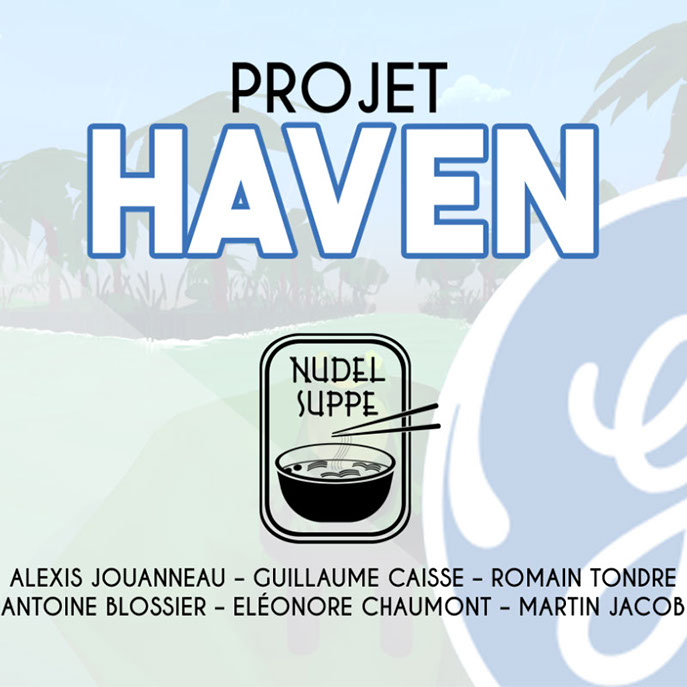 PROJET
HAVEN
NUDEL
SUPPE
ALEXIS JOUANNEAU – GUILLAUME CAISSE – ROMAIN TONDRE
ANTOINE BLOSSIER – ELÉONORE CHAUMONT – MARTIN JACOB